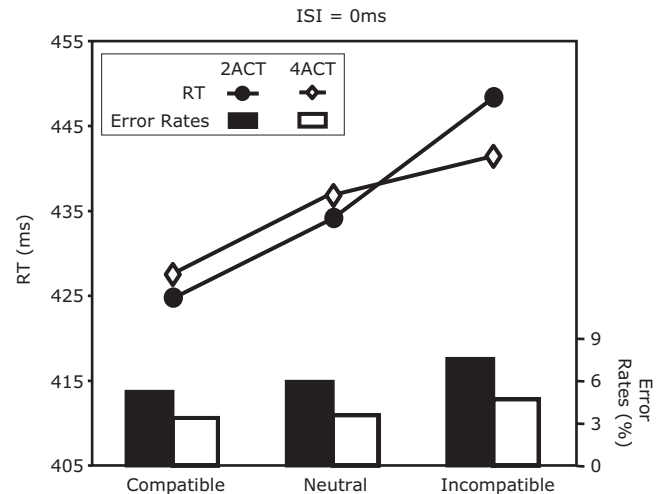 ISI = 0ms
455
445
435
425
415
405
RT (ms)
2ACT 4ACT
RT
Error Rates
9
6
3
0
Error
Rates (%)
Compatible Neutral Incompatible